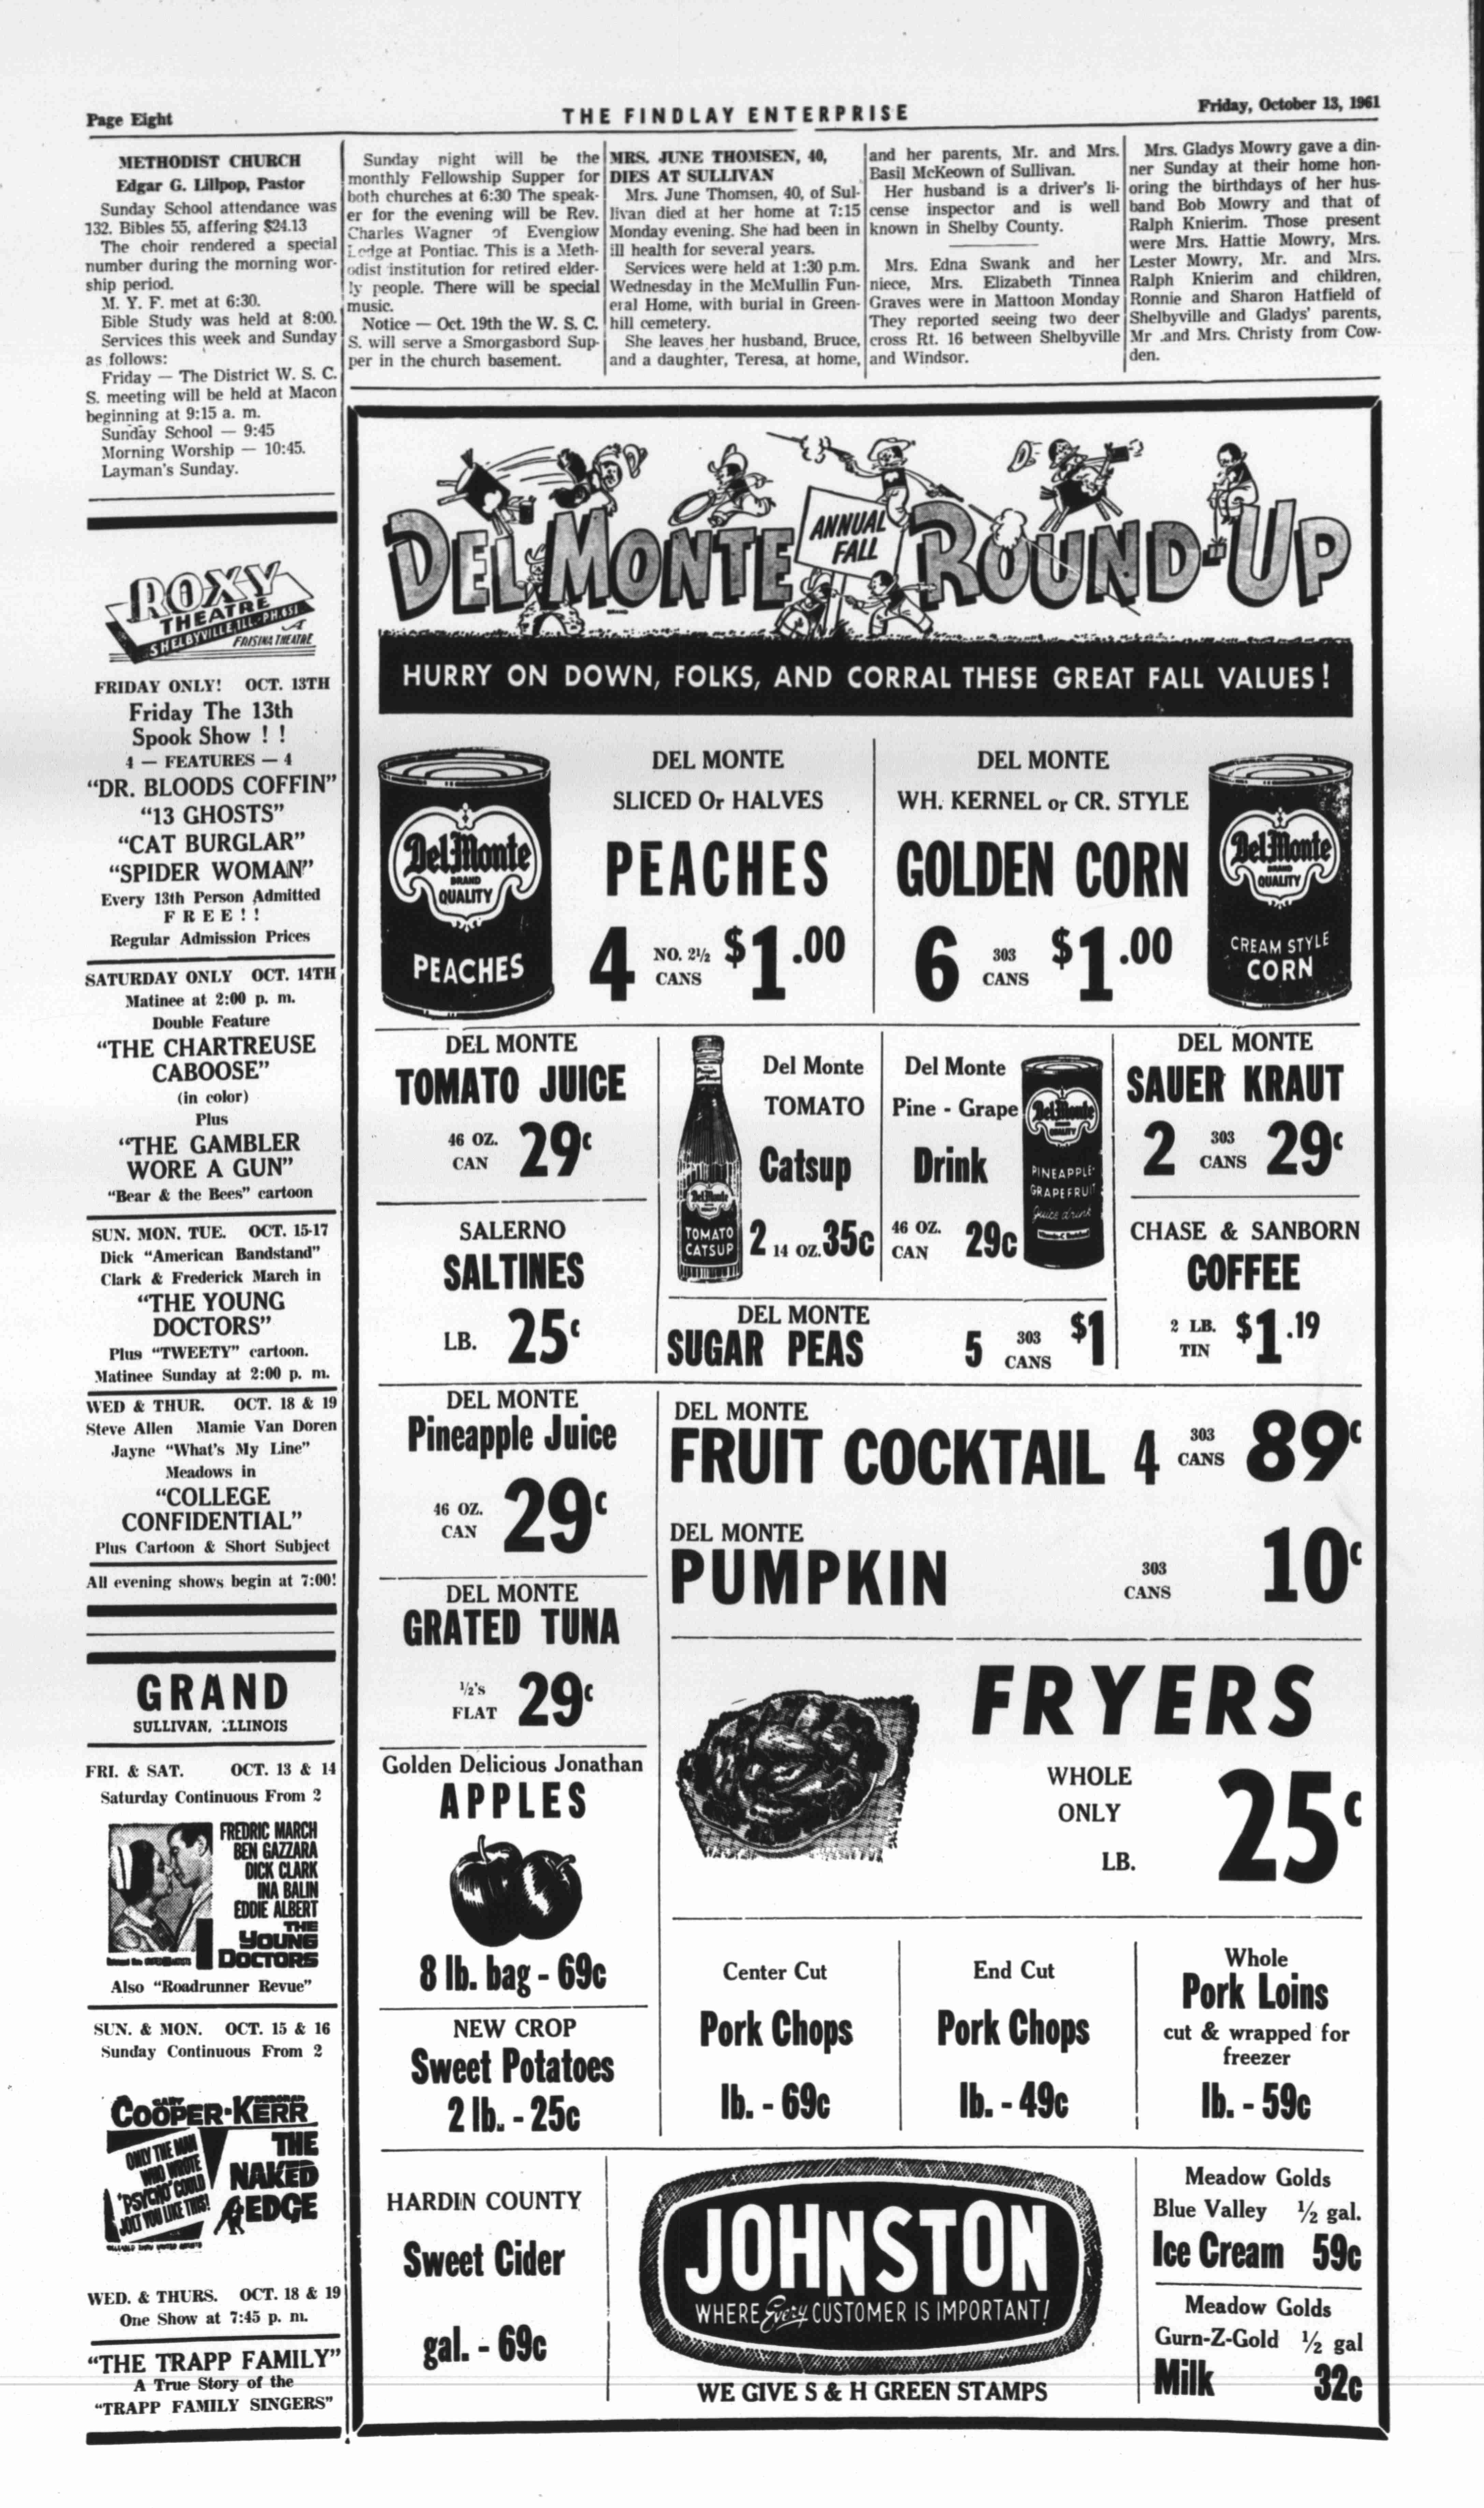 Page Eight
THE FINDLAY ENTERPRISE
Friday, October 13, 1961
METHODIST CHURCH
Edgar G. Lillpop, Pastor
Sunday School attendance was
132. Bibles 55, affering $24.13
The choir rendered a special
number during the morning wor-
ship period.
M. Y. F. met at 6:30.
Bible Study was held at 8:00.
Services this week and Sunday
as follows:
Friday — The District W. S. C.
S. meeting will be held at Macon
beginning at 9:15 a. m.
Sunday School — 9:45
Morning Worship — 10:45.
Layman's Sunday.
Sunday night will be the
monthly Fellowship Supper for
both churches at 6:30 The speak-
er for the evening will be Rev.
Charles Wagner of Evenglow
Lodge at Pontiac. This is a Meth-
odist institution for retired elder-
ly people. There will be special
music.
Notice — Oct. 19th the W. S. C.
S. will serve a Smorgasbord Sup-
per in the church basement.
MRS. JUNE THOMSEN, 40,
DIES AT SULLIVAN
Mrs. June Thomsen, 40, of Sul-
livan died at her home at 7:15
Monday evening. She had been in
ill health for several years.
Services were held at 1:30 p.m.
Wednesday in the McMullin Fun-
eral Home, with burial in Green-
hill cemetery.
She leaves her husband, Bruce,
and a daughter, Teresa, at home,
and her parents, Mr. and Mrs.
Basil McKeown of Sullivan.
Her husband is a driver's li-
cense inspector and is well
known in Shelby County.
Mrs. Edna Swank and her
niece, Mrs. Elizabeth Tinnea
Graves were in Mattoon Monday
They reported seeing two deer
cross Rt. 16 between Shelbyville
and Windsor.
Mrs. Gladys Mowry gave a din-
ner Sunday at their home hon-
oring the birthdays of her hus-
band Bob Mowry and that of
Ralph Knierim. Those present
were Mrs. Hattie Mowry, Mrs.
Lester Mowry, Mr. and Mrs.
Ralph Knierim and children,
Ronnie and Sharon Hatfield of
Shelbyville and Gladys' parents,
Mr .and Mrs. Christy from Cow-
den.
ROXY
THEATRE
SHELBYVILLE, ILL.-PH.351
A
FRISINA THEATRE
FRIDAY ONLY! OCT. 13TH
Friday The 13th
Spook Show ! !
4 — FEATURES — 4
"DR. BLOODS COFFIN"
"13 GHOSTS"
"CAT BURGLAR"
"SPIDER WOMAN"
Every 13th Person Admitted
F R E E ! !
Regular Admission Prices
SATURDAY ONLY OCT. 14TH
Matinee at 2:00 p. m.
Double Feature
"THE CHARTREUSE
CABOOSE"
(in color)
Plus
"THE GAMBLER
WORE A GUN"
"Bear & the Bees" cartoon
SUN. MON. TUE. OCT. 15-17
Dick "American Bandstand"
Clark & Frederick March in
"THE YOUNG
DOCTORS"
Plus "TWEETY" cartoon.
Matinee Sunday at 2:00 p. m.
WED & THUR. OCT. 18 & 19
Steve Allen Mamie Van Doren
Jayne "What's My Line"
Meadows in
"COLLEGE
CONFIDENTIAL"
Plus Cartoon & Short Subject
All evening shows begin at 7:00!
GRAND
SULLIVAN, ILLINOIS
FRI. & SAT. OCT. 13 & 14
Saturday Continuous From 2
FREDRIC MARCH
BEN GAZZARA
DICK CLARK
INA BALIN
EDDIE ALBERT
THE
YOUNG
DOCTORS
Also "Roadrunner Revue"
SUN. & MON. OCT. 15 & 16
Sunday Continuous From 2
GARY DEBORAH
COOPER·KERR
ONLY THE MAN
WHO WROTE
'PSYCHO' COULD
JOLT YOU LIKE THIS!
THE
NAKED
EDGE
WED. & THURS. OCT. 18 & 19
One Show at 7:45 p. m.
"THE TRAPP FAMILY"
A True Story of the
"TRAPP FAMILY SINGERS"
DEL MONTE
ANNUAL
FALL
ROUND-UP
HURRY ON DOWN, FOLKS, AND CORRAL THESE GREAT FALL VALUES!
Del Monte
BRAND
QUALITY
PEACHES
DEL MONTE
SLICED Or HALVES
PEACHES
4 NO. 2½ CANS $1.00
DEL MONTE
WH. KERNEL or CR. STYLE
GOLDEN CORN
6 303 CANS $1.00
Del Monte
BRAND
QUALITY
CREAM STYLE
CORN
DEL MONTE
TOMATO JUICE
46 OZ. CAN 29c
SALERNO
SALTINES
LB. 25c
Del Monte
TOMATO
CATSUP
Del Monte
TOMATO
Catsup
2 14 OZ. 35c
Del Monte
Pine - Grape
Drink
46 OZ. CAN 29c
Del Monte
PINEAPPLE-
GRAPEFRUIT
juice drink
DEL MONTE
SAUER KRAUT
2 303 CANS 29c
CHASE & SANBORN
COFFEE
2 LB. TIN $1.19
DEL MONTE
SUGAR PEAS 5 303 CANS $1
DEL MONTE
Pineapple Juice
46 OZ. CAN 29c
DEL MONTE
FRUIT COCKTAIL 4 303 CANS 89c
DEL MONTE
PUMPKIN 303 CANS 10c
DEL MONTE
GRATED TUNA
½'s FLAT 29c
Golden Delicious Jonathan
APPLES
8 lb. bag - 69c
NEW CROP
Sweet Potatoes
2 lb. - 25c
FRYERS
WHOLE
ONLY
LB. 25c
Center Cut
Pork Chops
lb. - 69c
End Cut
Pork Chops
lb. - 49c
Whole
Pork Loins
cut & wrapped for
freezer
lb. - 59c
HARDIN COUNTY
Sweet Cider
gal. - 69c
JOHNSTON
WHERE Every CUSTOMER IS IMPORTANT!
WE GIVE S & H GREEN STAMPS
Meadow Golds
Blue Valley ½ gal.
Ice Cream 59c
Meadow Golds
Gurn-Z-Gold ½ gal
Milk 32c